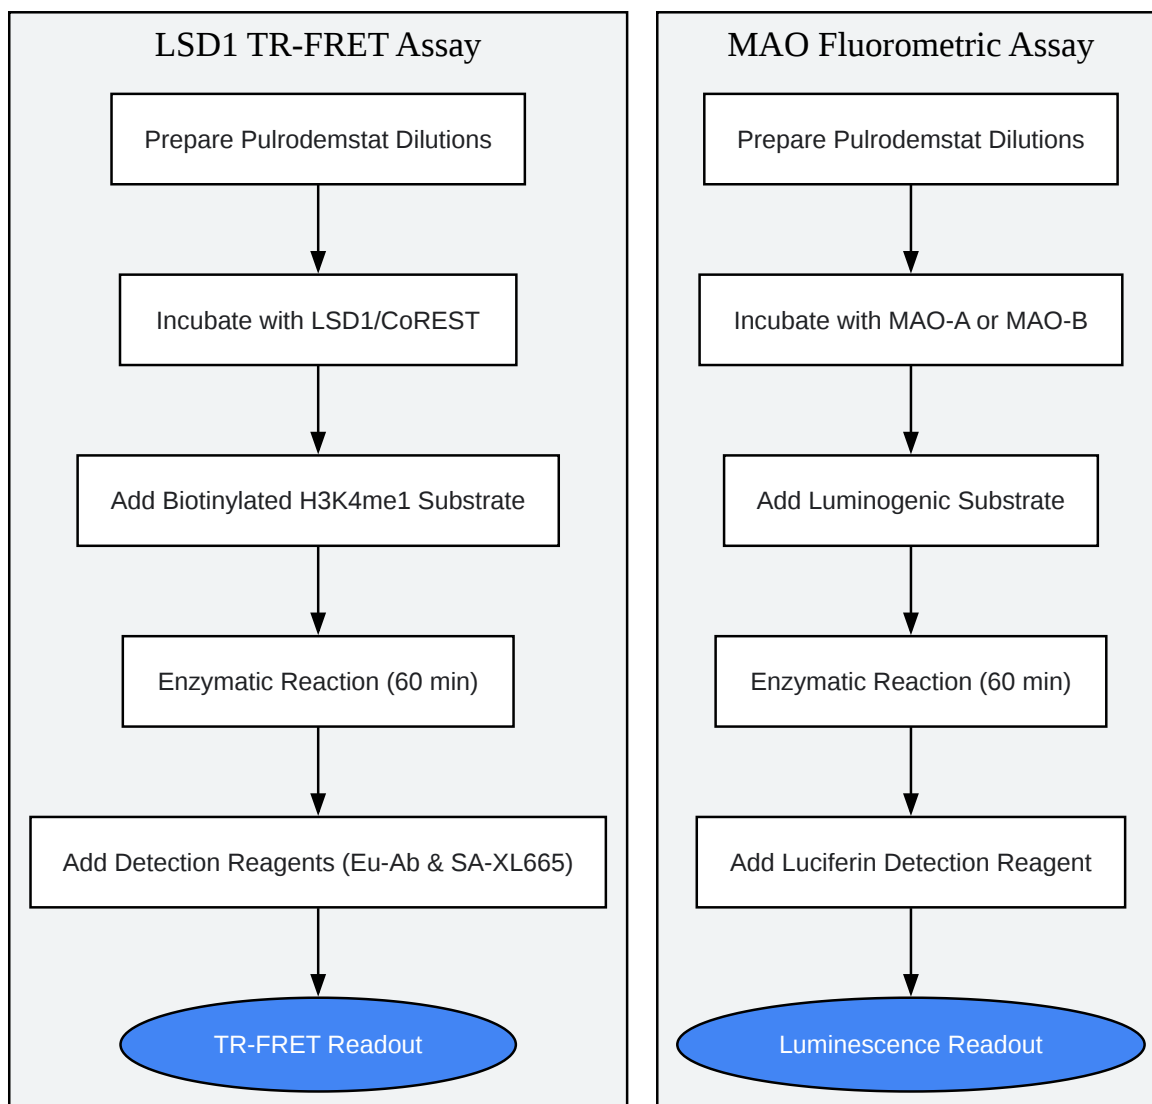 LSD1 TR-FRET Assay
Prepare Pulrodemstat Dilutions
Incubate with LSD1/CoREST
Add Biotinylated H3K4me1 Substrate
Enzymatic Reaction (60 min)
Add Detection Reagents (Eu-Ab & SA-XL665)
TR-FRET Readout
MAO Fluorometric Assay
Prepare Pulrodemstat Dilutions
Incubate with MAO-A or MAO-B
Add Luminogenic Substrate
Enzymatic Reaction (60 min)
Add Luciferin Detection Reagent
Luminescence Readout